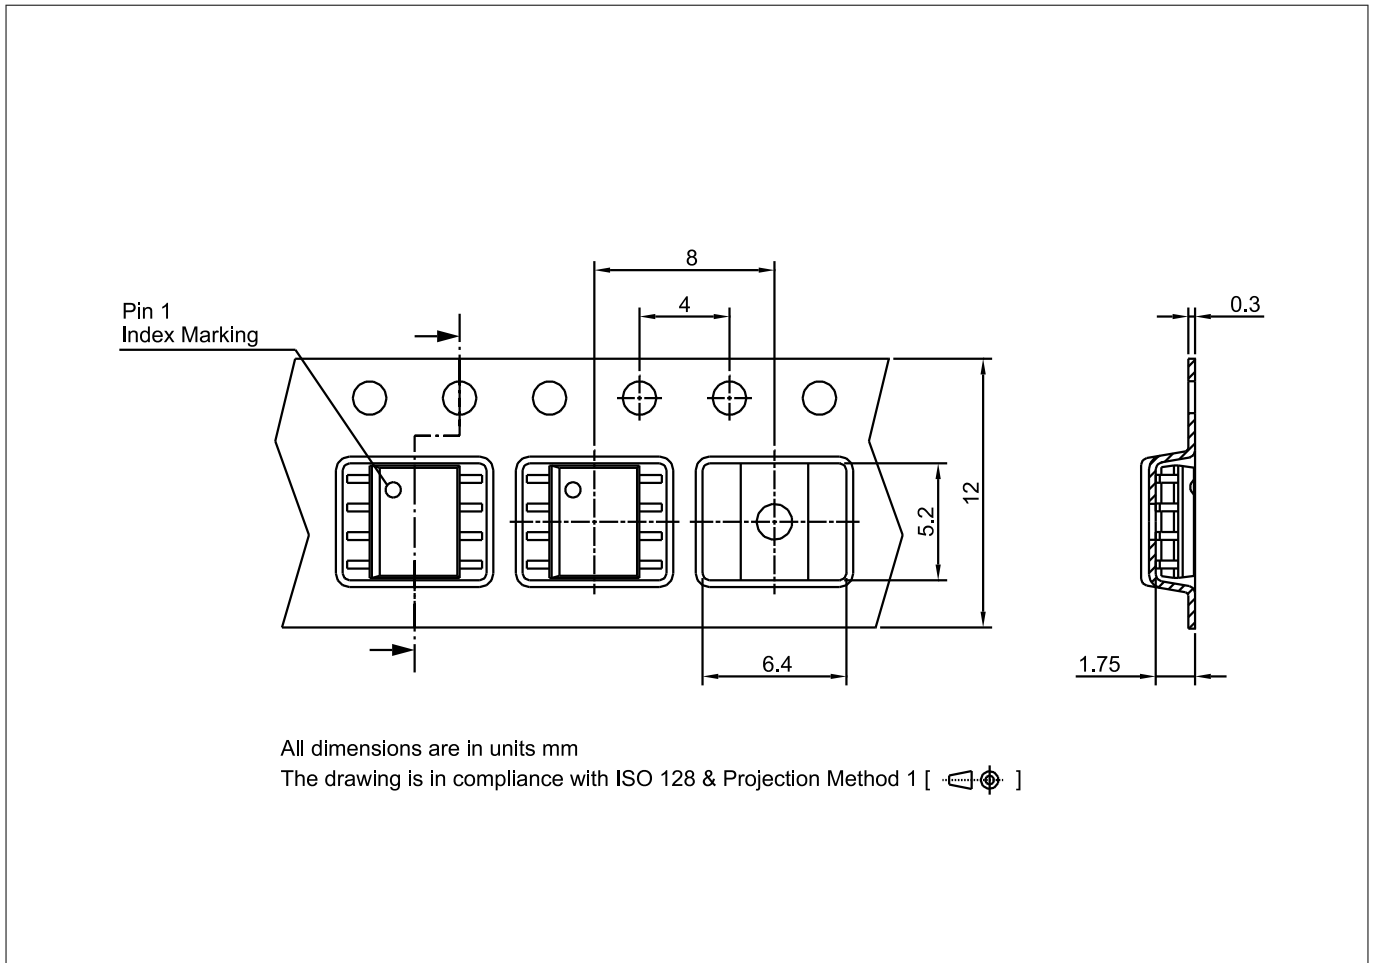 8
4
0.3
Pin 1
Index Marking
12
5.2
6.4
1.75
All dimensions are in units mm
The drawing is in compliance with ISO 128 & Projection Method 1 [ ]